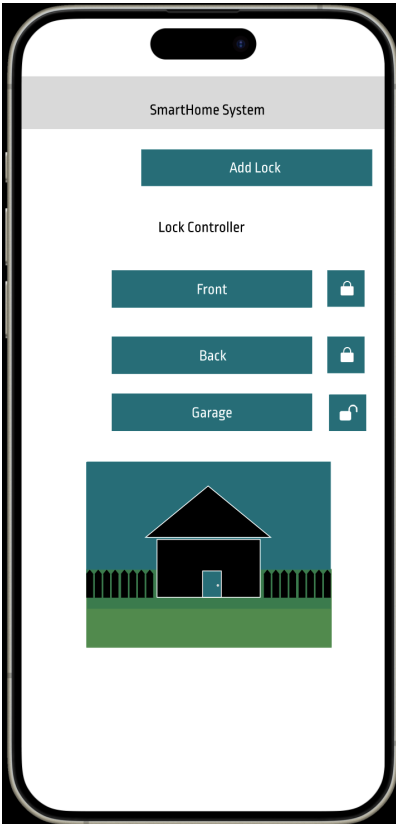 SmartHome System
Add Lock
Lock Controller
Front
Back
Garage